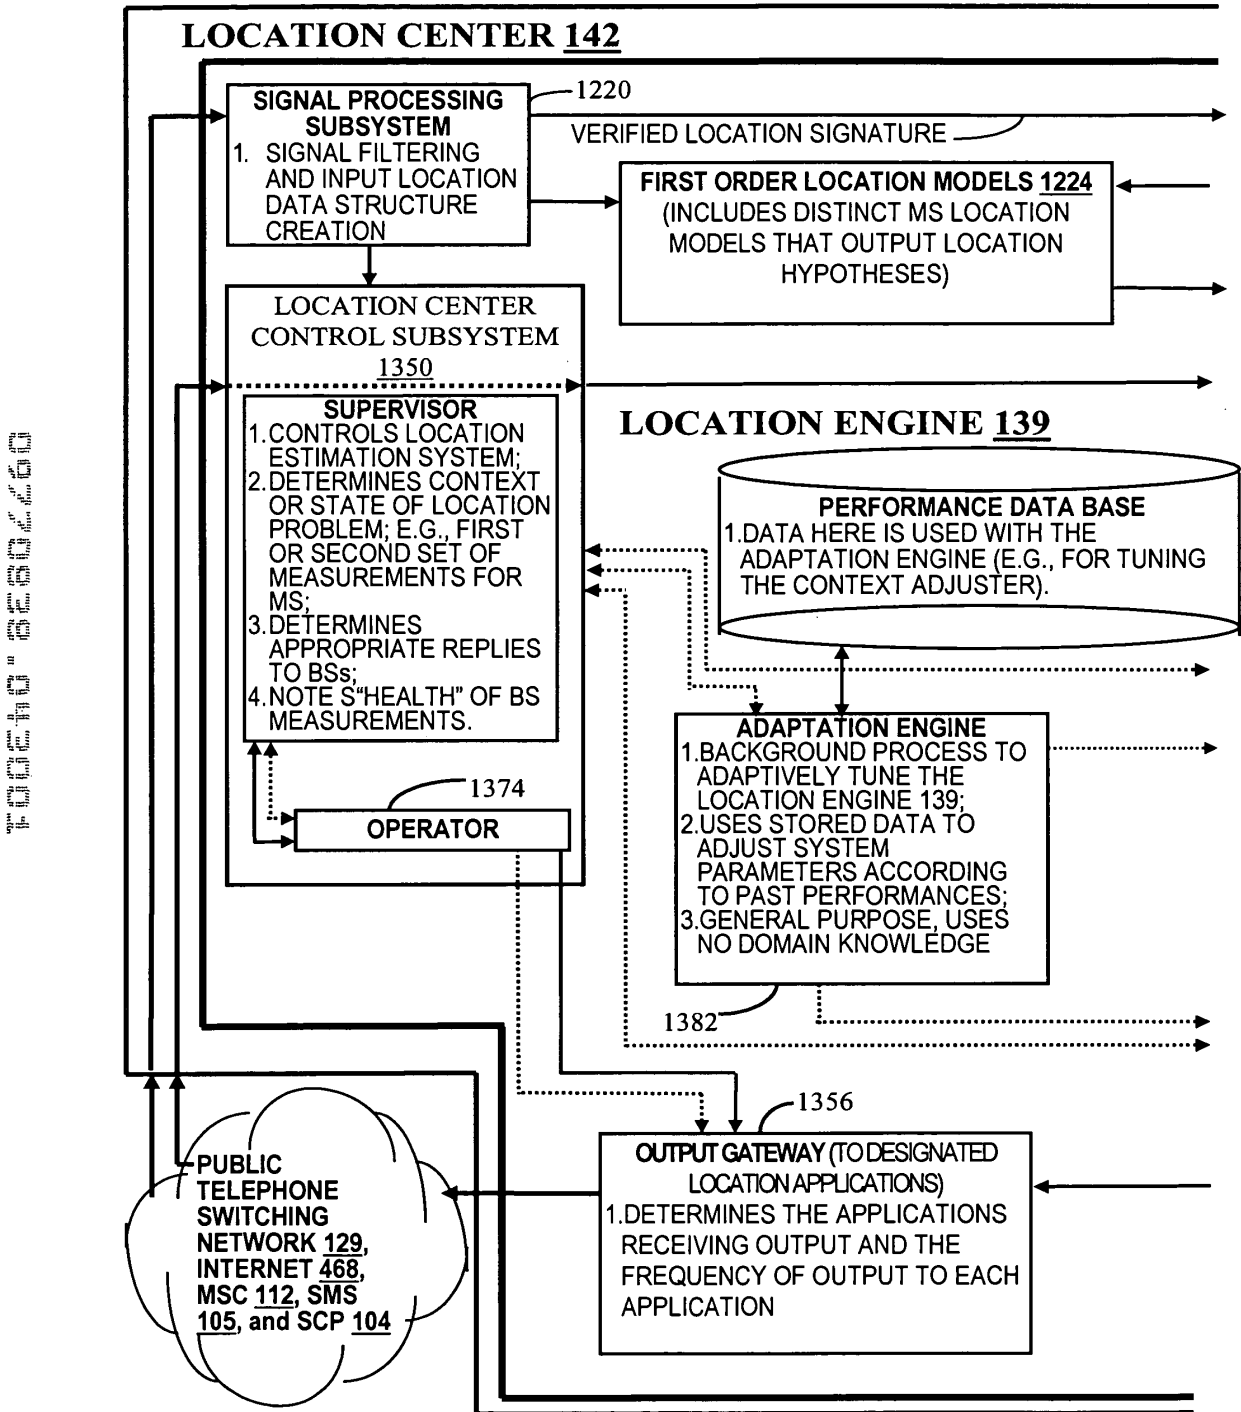 LOCATION CENTER 142
SIGNAL PROCESSING
SUBSYSTEM
1. SIGNAL FILTERING
AND INPUT LOCATION
DATA STRUCTURE
CREATION
1220
VERIFIED LOCATION SIGNATURE
FIRST ORDER LOCATION MODELS 1224
(INCLUDES DISTINCT MS LOCATION
MODELS THAT OUTPUT LOCATION
HYPOTHESES)
LOCATION CENTER
CONTROL SUBSYSTEM
1350
SUPERVISOR
1.CONTROLS LOCATION
ESTIMATION SYSTEM;
2.DETERMINES CONTEXT
OR STATE OF LOCATION
PROBLEM; E.G., FIRST
OR SECOND SET OF
MEASUREMENTS FOR
MS;
3.DETERMINES
APPROPRIATE REPLIES
TO BSs;
4.NOTE S“HEALTH” OF BS
MEASUREMENTS.
1374
OPERATOR
LOCATION ENGINE 139
PERFORMANCE DATA BASE
1.DATA HERE IS USED WITH THE
ADAPTATION ENGINE (E.G., FOR TUNING
THE CONTEXT ADJUSTER).
ADAPTATION ENGINE
1.BACKGROUND PROCESS TO
ADAPTIVELY TUNE THE
LOCATION ENGINE 139;
2.USES STORED DATA TO
ADJUST SYSTEM
PARAMETERS ACCORDING
TO PAST PERFORMANCES;
3.GENERAL PURPOSE, USES
NO DOMAIN KNOWLEDGE
1382
1356
OUTPUT GATEWAY (TO DESIGNATED
LOCATION APPLICATIONS)
1.DETERMINES THE APPLICATIONS
RECEIVING OUTPUT AND THE
FREQUENCY OF OUTPUT TO EACH
APPLICATION
PUBLIC
TELEPHONE
SWITCHING
NETWORK 129,
INTERNET 468,
MSC 112, SMS
105, and SCP 104